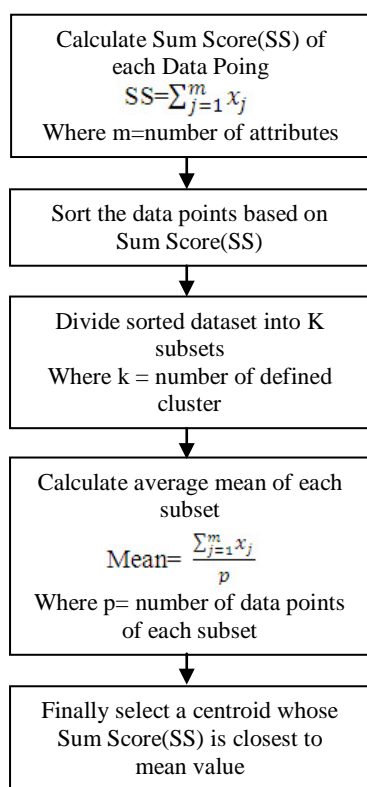 Calculate Sum Score(SS) of
each Data Poing
SS=∑_{j=1}^{m} x_j
Where m=number of attributes
Sort the data points based on
Sum Score(SS)
Divide sorted dataset into K
subsets
Where k = number of defined
cluster
Calculate average mean of each
subset
Mean= \frac{∑_{j=1}^{m} x_j}{p}
Where p= number of data points
of each subset
Finally select a centroid whose
Sum Score(SS) is closest to
mean value